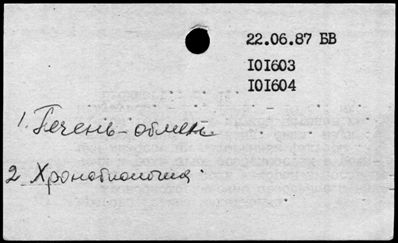 22.06.87 БВ
IOI603
IOI604
1. Печень - обмен
2. Хронобиология